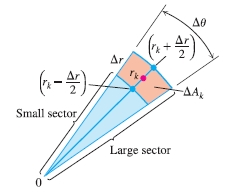 Δθ
(r_k + Δr/2)
Δr
r_k
(r_k − Δr/2)
ΔA_k
Small sector
Large sector
0